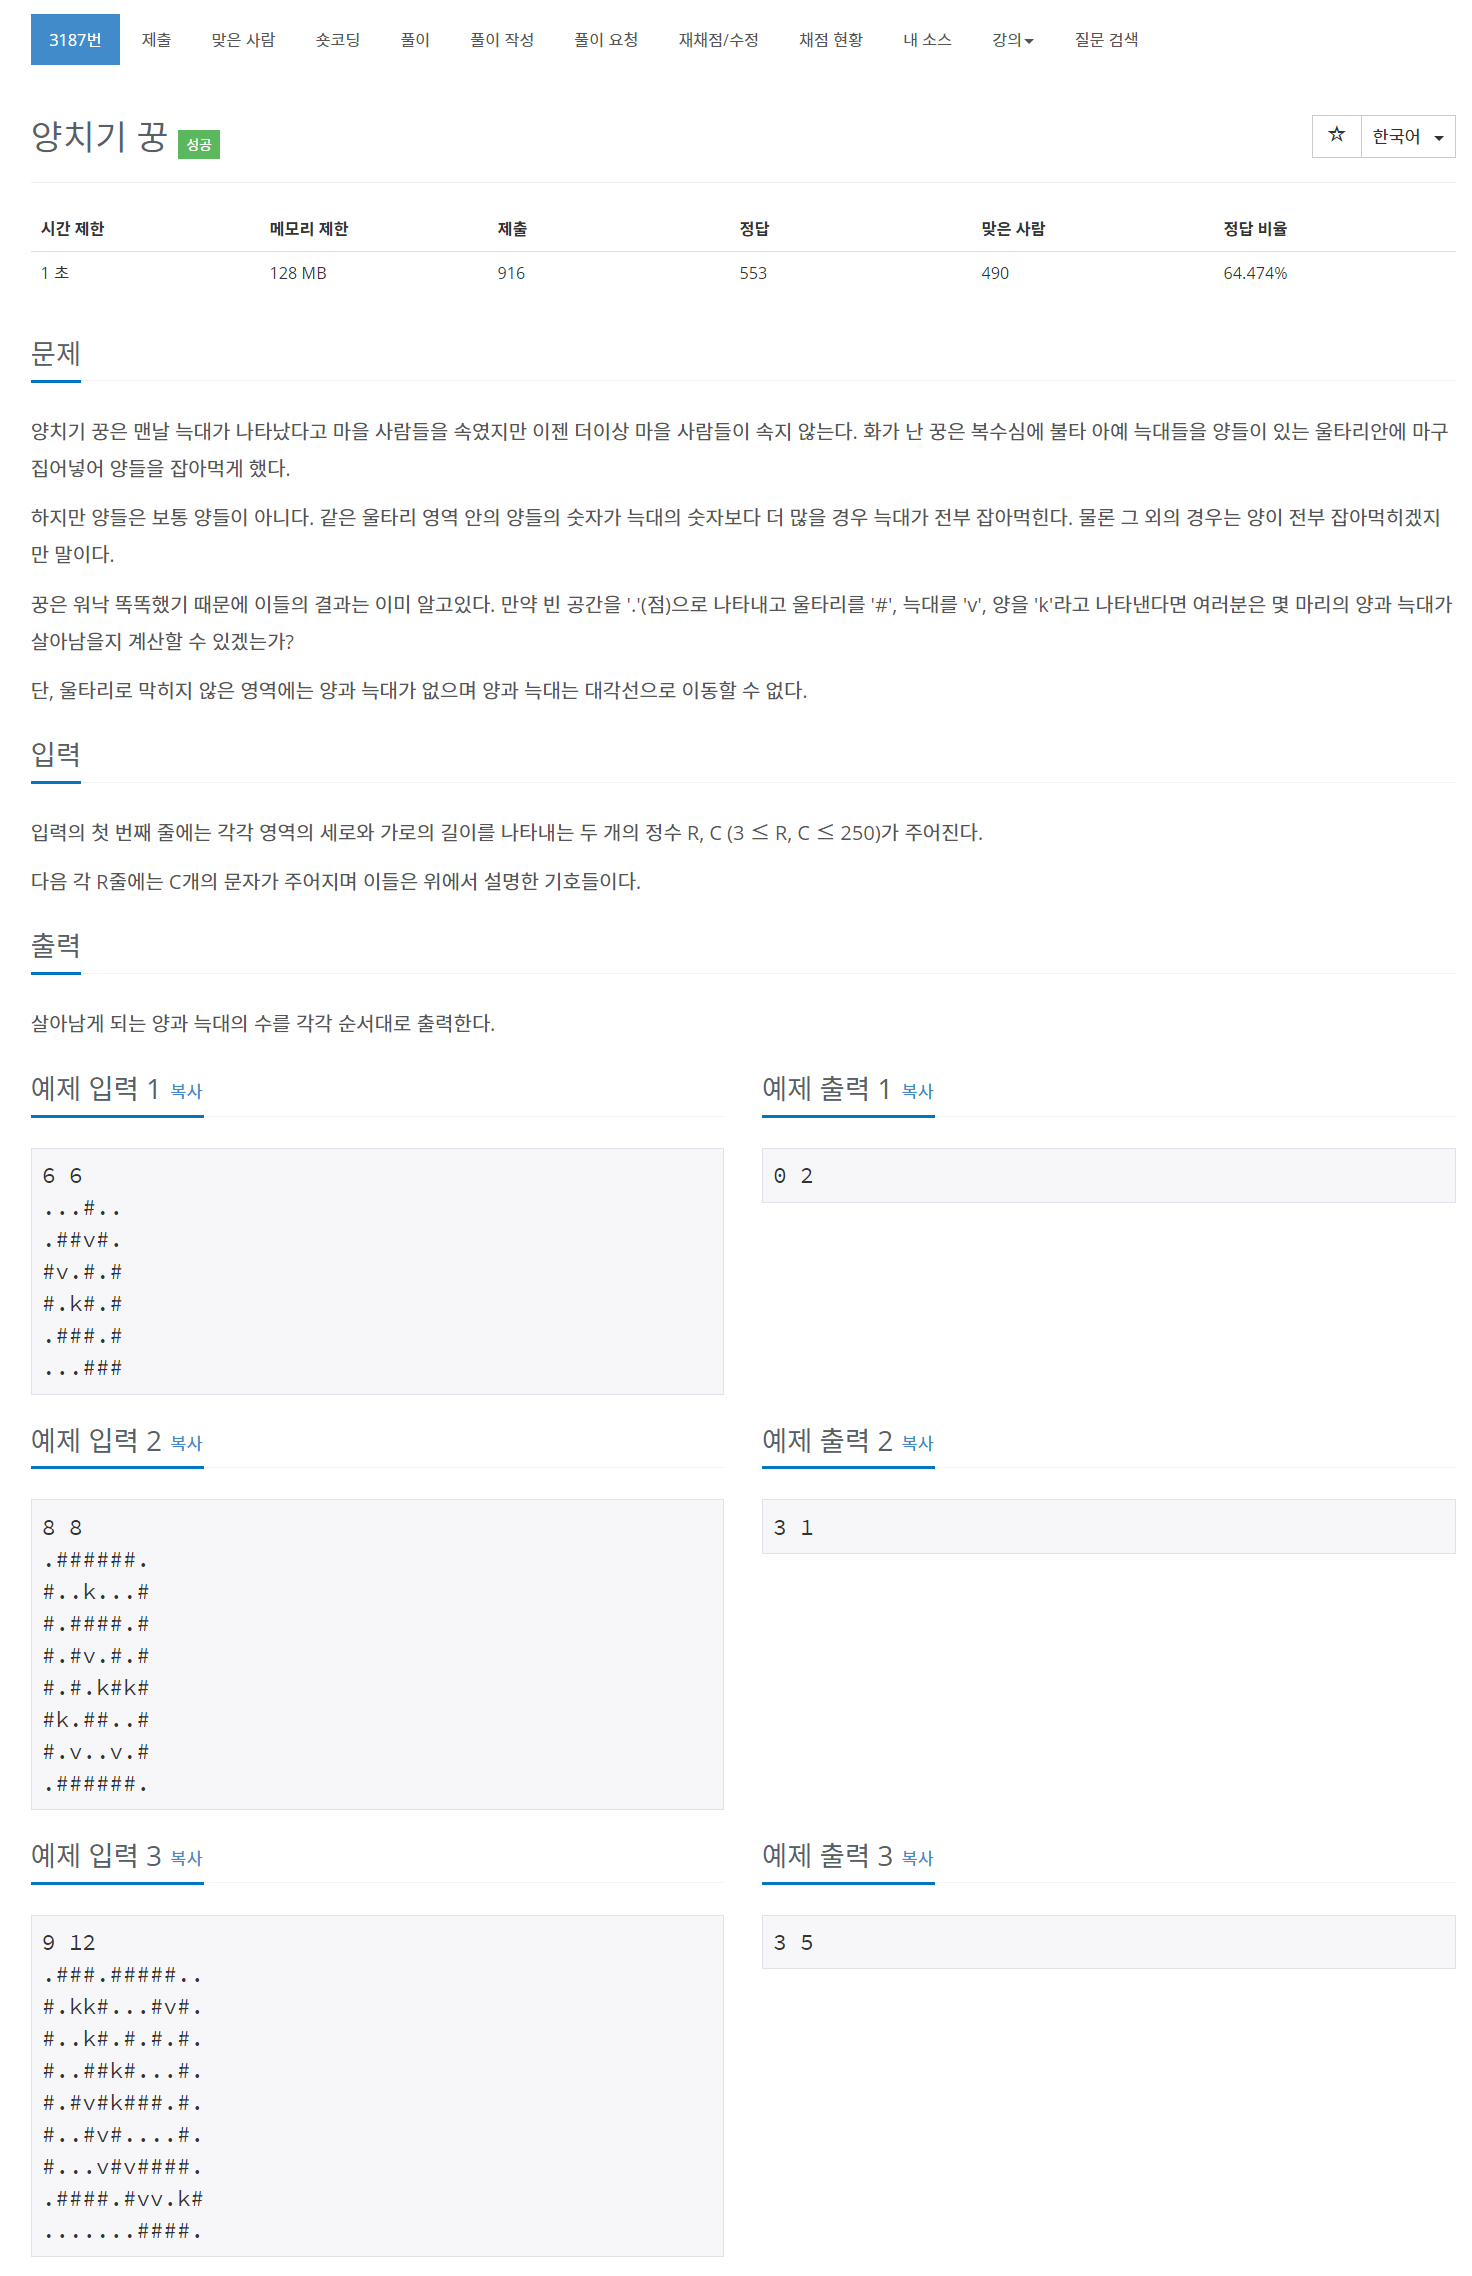 3187번 제출 맞은 사람 숏코딩 풀이 풀이 작성 풀이 요청 재채점/수정 채점 현황 내 소스 강의 질문 검색
양치기 꿍 성공 ☆ 한국어
시간 제한 메모리 제한 제출 정답 맞은 사람 정답 비율
1 초 128 MB 916 553 490 64.474%
문제
양치기 꿍은 맨날 늑대가 나타났다고 마을 사람들을 속였지만 이젠 더이상 마을 사람들이 속지 않는다. 화가 난 꿍은 복수심에 불타 아예 늑대들을 양들이 있는 울타리안에 마구
집어넣어 양들을 잡아먹게 했다.
하지만 양들은 보통 양들이 아니다. 같은 울타리 영역 안의 양들의 숫자가 늑대의 숫자보다 더 많을 경우 늑대가 전부 잡아먹힌다. 물론 그 외의 경우는 양이 전부 잡아먹히겠지
만 말이다.
꿍은 워낙 똑똑했기 때문에 이들의 결과는 이미 알고있다. 만약 빈 공간을 '.'(점)으로 나타내고 울타리를 '#', 늑대를 'v', 양을 'k'라고 나타낸다면 여러분은 몇 마리의 양과 늑대가
살아남을지 계산할 수 있겠는가?
단, 울타리로 막히지 않은 영역에는 양과 늑대가 없으며 양과 늑대는 대각선으로 이동할 수 없다.
입력
입력의 첫 번째 줄에는 각각 영역의 세로와 가로의 길이를 나타내는 두 개의 정수 R, C (3 ≤ R, C ≤ 250)가 주어진다.
다음 각 R줄에는 C개의 문자가 주어지며 이들은 위에서 설명한 기호들이다.
출력
살아남게 되는 양과 늑대의 수를 각각 순서대로 출력한다.
예제 입력 1 복사
6 6
...#..
.##v#.
#v.#.#
#.k#.#
.###.#
...###
예제 출력 1 복사
0 2
예제 입력 2 복사
8 8
.######.
#..k...#
#.####.#
#.#v.#.#
#.#.k#k#
#k.##..#
#.v..v.#
.######.
예제 출력 2 복사
3 1
예제 입력 3 복사
9 12
.###.#####..
#.kk#...#v#.
#..k#.#.#.#.
#..##k#...#.
#.#v#k###.#.
#..#v#....#.
#...v#v####.
.####.#vv.k#
.......####.
예제 출력 3 복사
3 5